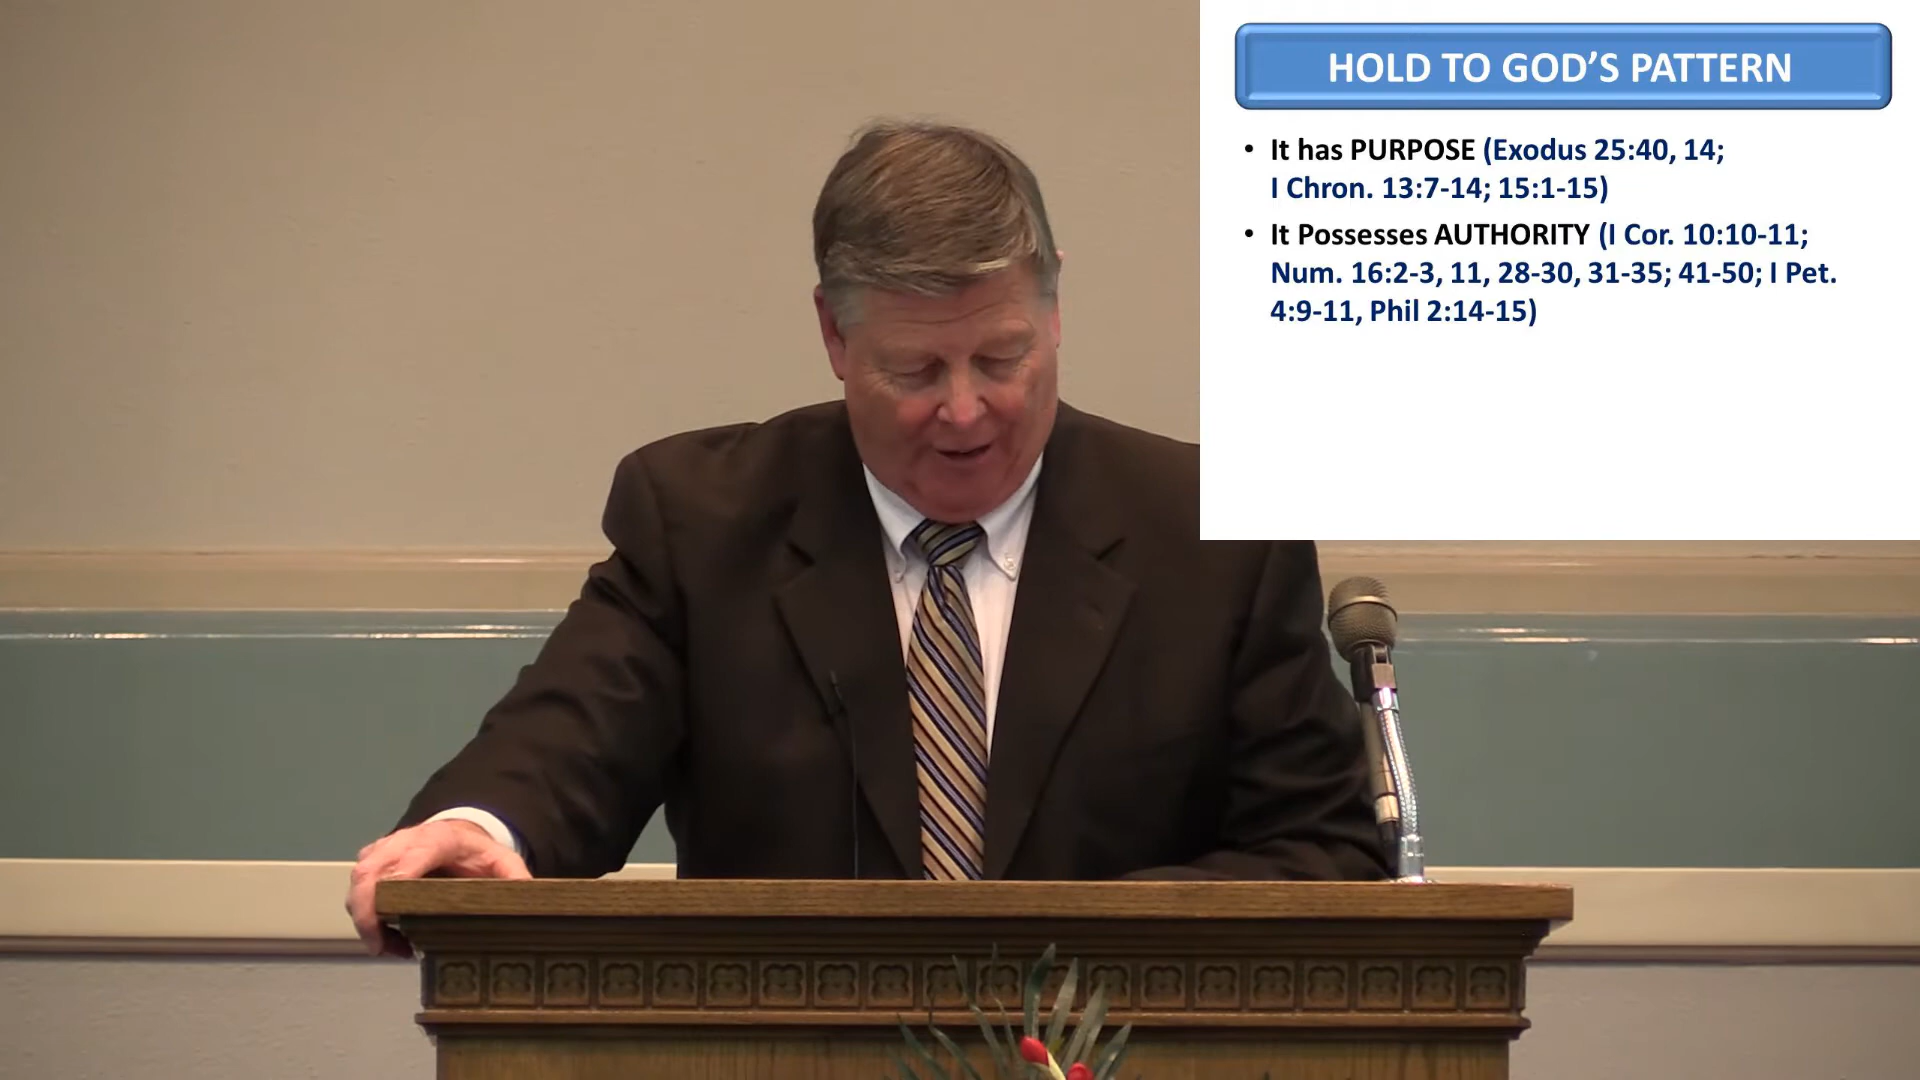 HOLD TO GOD’S PATTERN
• It has PURPOSE (Exodus 25:40, 14;
I Chron. 13:7-14; 15:1-15)
• It Possesses AUTHORITY (I Cor. 10:10-11;
Num. 16:2-3, 11, 28-30, 31-35; 41-50; I Pet.
4:9-11, Phil 2:14-15)